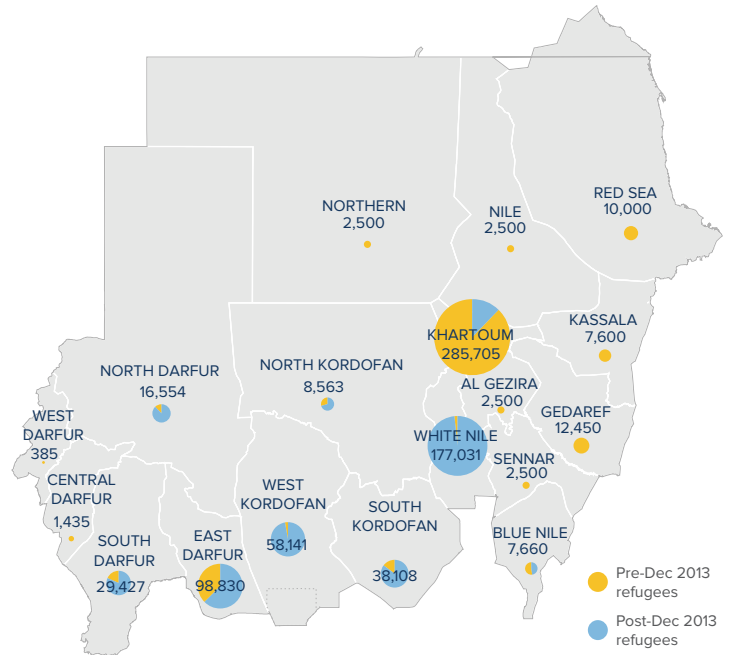 RED SEA
10,000
NORTHERN
2,500
NILE
2,500
KASSALA
7,600
KHARTOUM
285,705
NORTH KORDOFAN
8,563
NORTH DARFUR
16,554
AL GEZIRA
2,500
GEDAREF
12,450
WEST
DARFUR
385
WHITE NILE
177,031
SENNAR
2,500
CENTRAL
DARFUR
1,435
WEST
KORDOFAN
58,141
SOUTH
KORDOFAN
38,108
SOUTH
DARFUR
29,427
EAST
DARFUR
98,830
BLUE NILE
7,660
Pre-Dec 2013
refugees
Post-Dec 2013
refugees